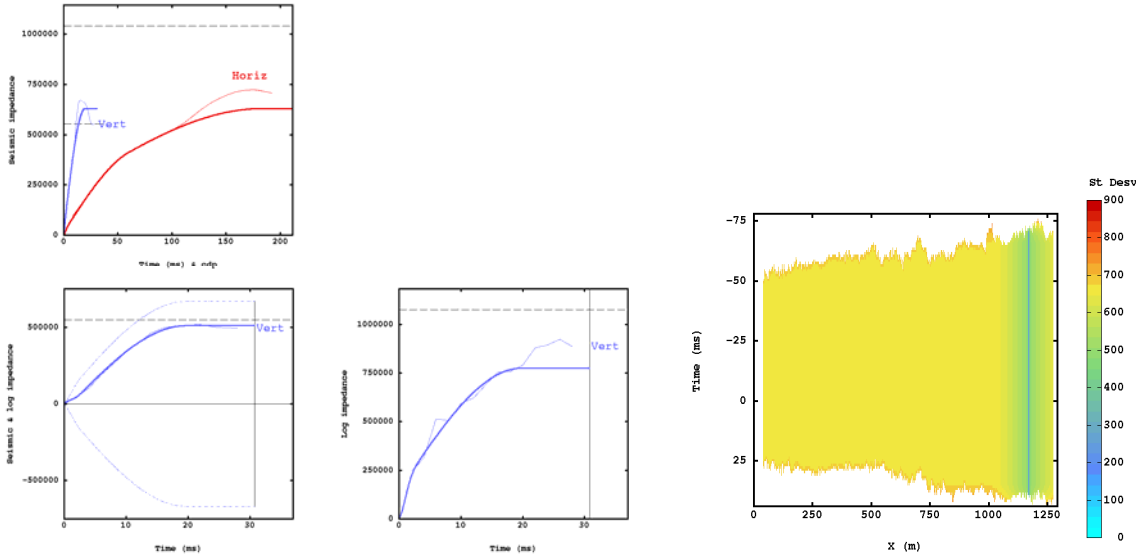 1000000
750000
500000
250000
0
0 50 100 150 200
Seismic impedance
Horiz
Vert
Time (ms) & cdp
500000
0
-500000
0 10 20 30
Seismic & log impedance
Vert
Time (ms)
1000000
750000
500000
250000
0
0 10 20 30
Log impedance
Vert
Time (ms)
-75
-50
-25
0
25
0 250 500 750 1000 1250
Time (ms)
X (m)
St Desv
900
800
700
600
500
400
300
200
100
0